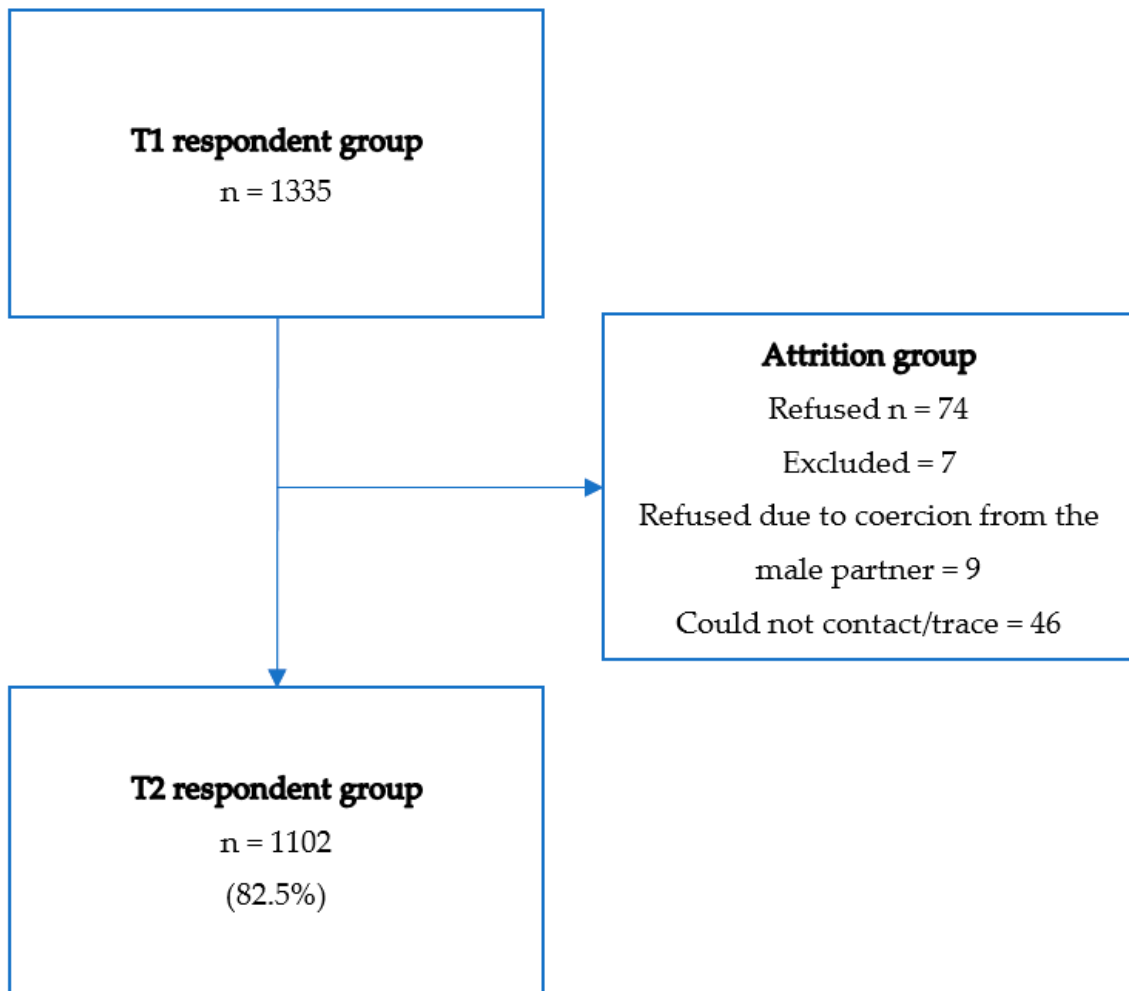 T1 respondent group
n = 1335
Attrition group
Refused n = 74
Excluded = 7
Refused due to coercion from the
male partner = 9
Could not contact/trace = 46
T2 respondent group
n = 1102
(82.5%)